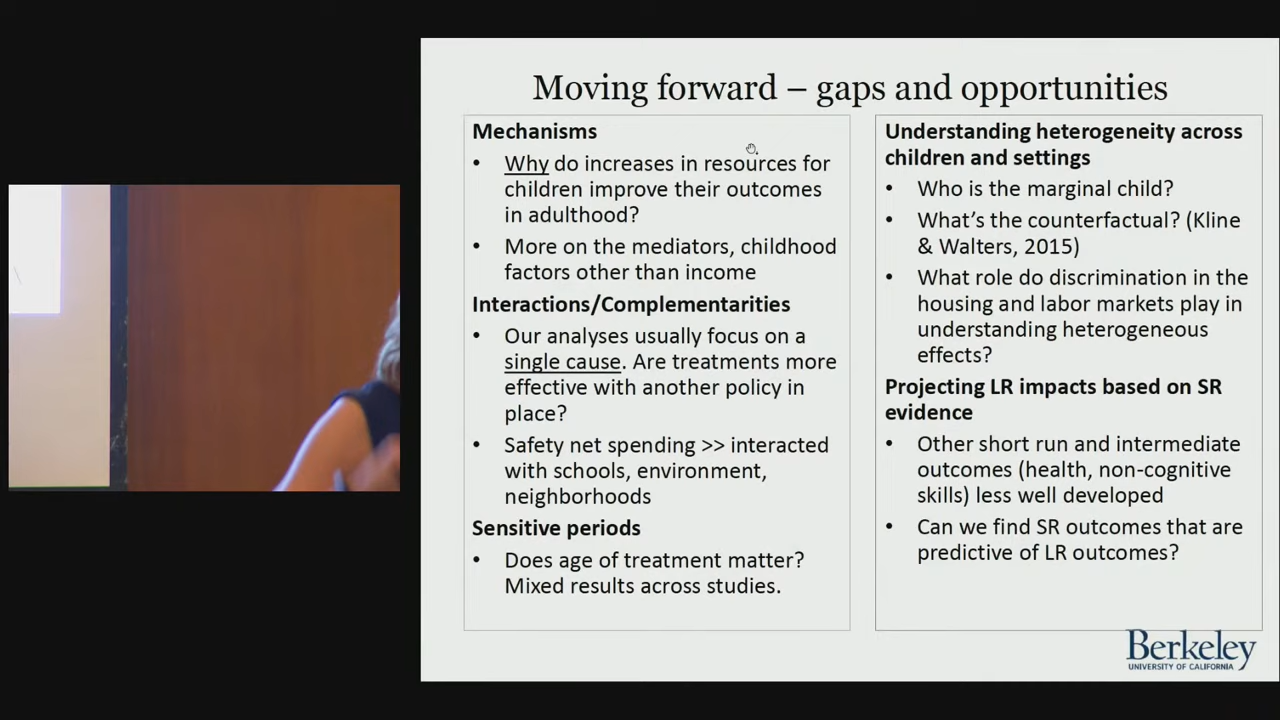 Moving forward – gaps and opportunities
Mechanisms
• Why do increases in resources for
children improve their outcomes
in adulthood?
• More on the mediators, childhood
factors other than income
Interactions/Complementarities
• Our analyses usually focus on a
single cause. Are treatments more
effective with another policy in
place?
• Safety net spending >> interacted
with schools, environment,
neighborhoods
Sensitive periods
• Does age of treatment matter?
Mixed results across studies.
Understanding heterogeneity across
children and settings
• Who is the marginal child?
• What's the counterfactual? (Kline
& Walters, 2015)
• What role do discrimination in the
housing and labor markets play in
understanding heterogeneous
effects?
Projecting LR impacts based on SR
evidence
• Other short run and intermediate
outcomes (health, non-cognitive
skills) less well developed
• Can we find SR outcomes that are
predictive of LR outcomes?
Berkeley
UNIVERSITY OF CALIFORNIA